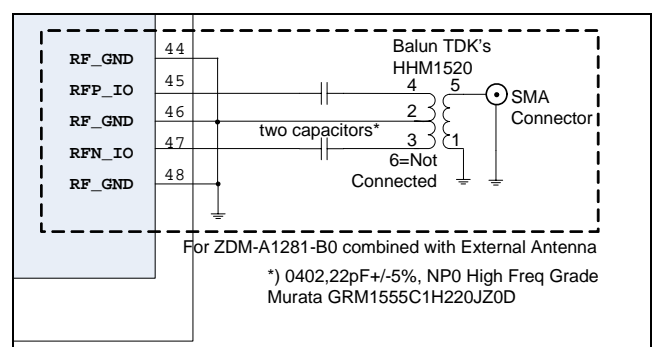 RF_GND 44
RFP_IO 45
RF_GND 46
RFN_IO 47
RF_GND 48
Balun TDK's
HHM1520
4 5
2
3 1
two capacitors*
6=Not
Connected
SMA
Connector
For ZDM-A1281-B0 combined with External Antenna
*) 0402,22pF+/-5%, NP0 High Freq Grade
Murata GRM1555C1H220JZ0D